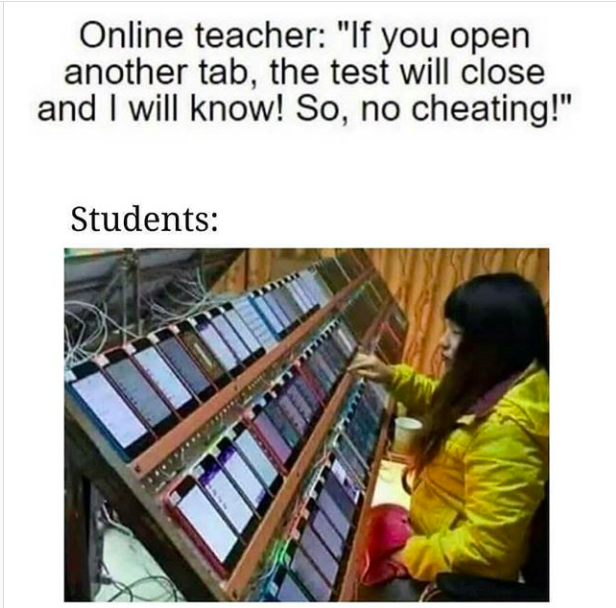 Online teacher: "If you open
another tab, the test will close
and I will know! So, no cheating!"
Students: